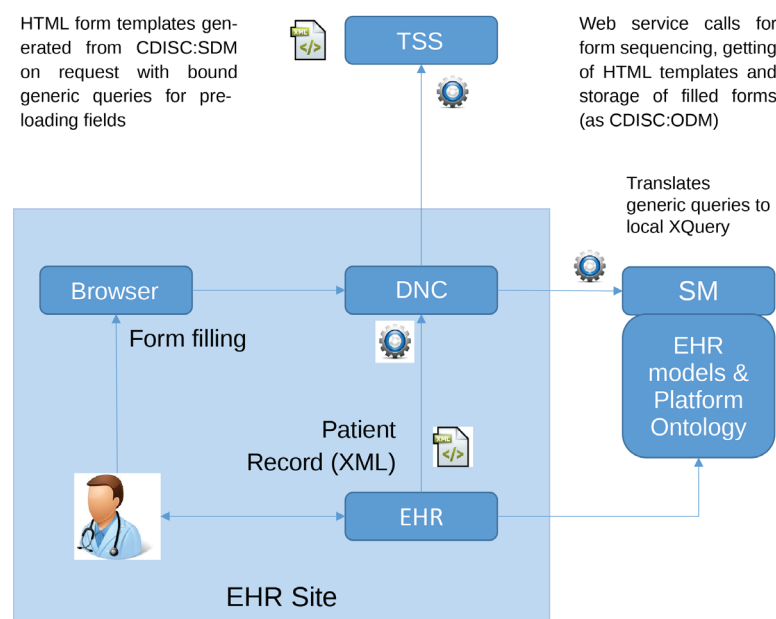 HTML form templates gen-
erated from CDISC:SDM
on request with bound
generic queries for pre-
loading fields
XML
</>
TSS
Web service calls for
form sequencing, getting
of HTML templates and
storage of filled forms
(as CDISC:ODM)
Translates
generic queries to
local XQuery
Browser
DNC
SM
Form filling
EHR
models &
Platform
Ontology
Patient
Record (XML)
XML
</>
EHR
EHR Site